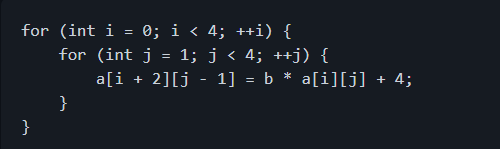 for (int i = 0; i < 4; ++i) {
    for (int j = 1; j < 4; ++j) {
        a[i + 2][j - 1] = b * a[i][j] + 4;
    }
}